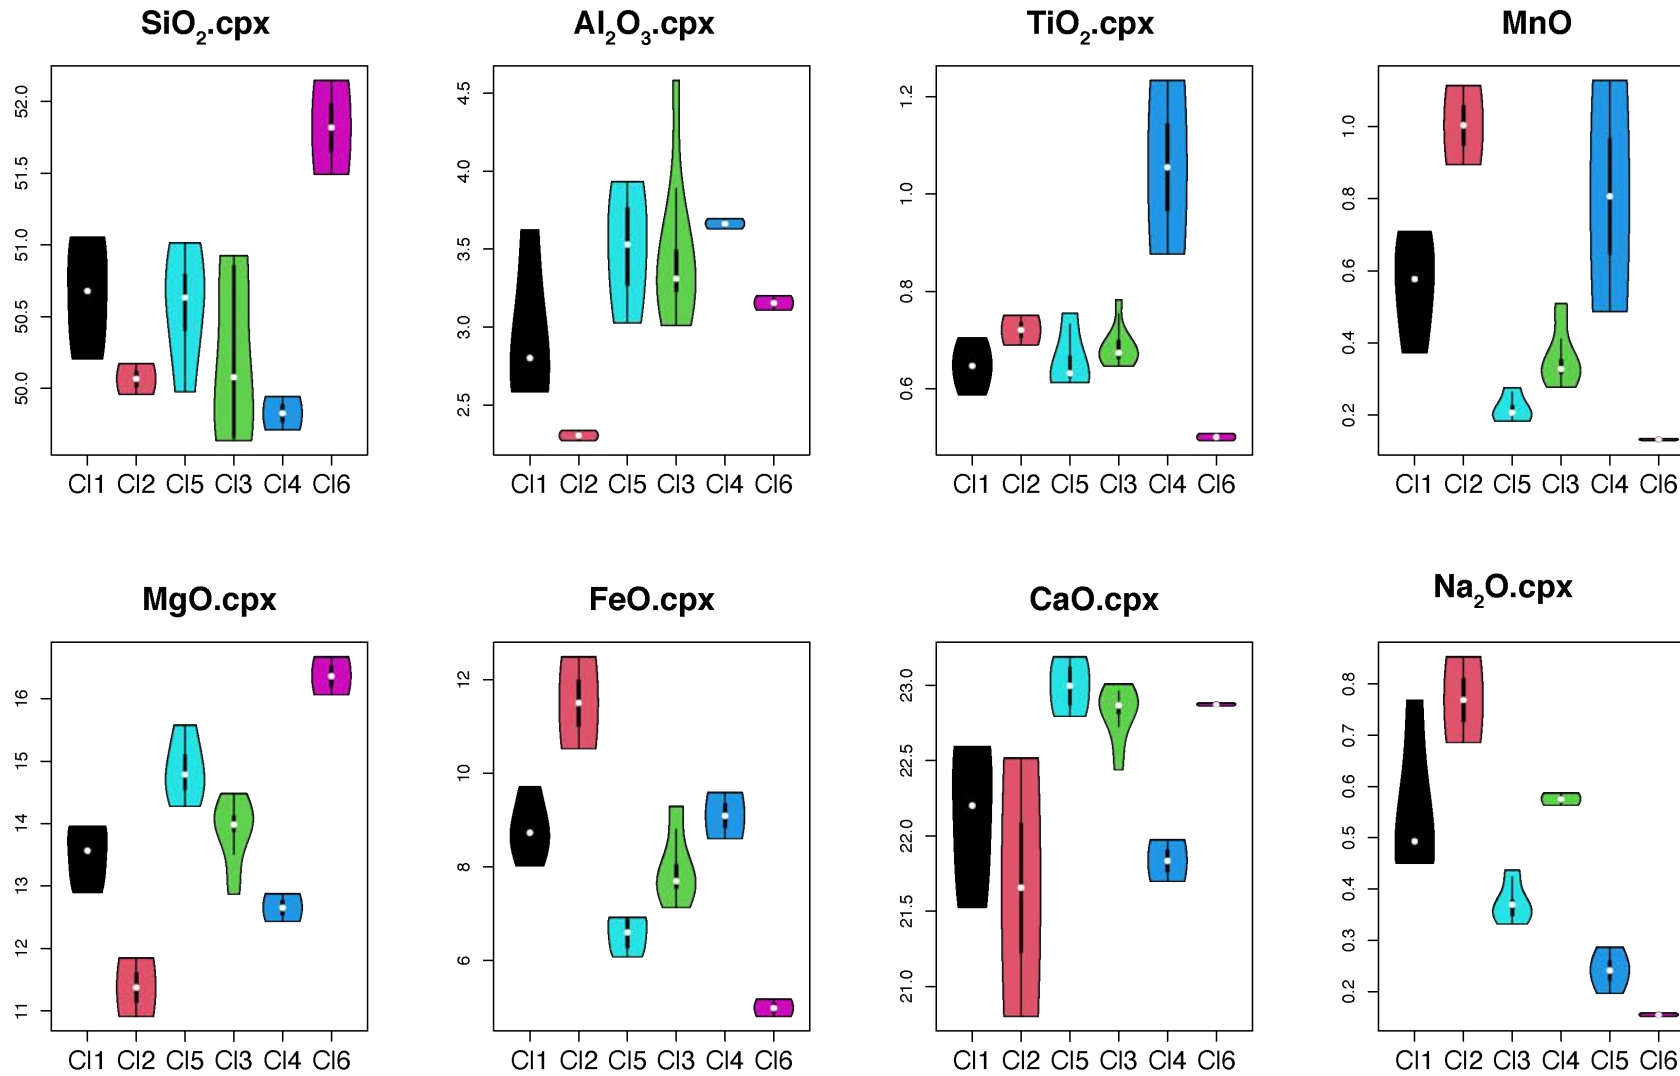 SiO₂.cpx
52.0
51.5
51.0
50.5
50.0
Cl1 Cl2 Cl5 Cl3 Cl4 Cl6
Al₂O₃.cpx
4.5
4.0
3.5
3.0
2.5
Cl1 Cl2 Cl5 Cl3 Cl4 Cl6
TiO₂.cpx
1.2
1.0
0.8
0.6
Cl1 Cl2 Cl5 Cl3 Cl4 Cl6
MnO
1.0
0.8
0.6
0.4
0.2
Cl1 Cl2 Cl5 Cl3 Cl4 Cl6
MgO.cpx
16
15
14
13
12
11
Cl1 Cl2 Cl5 Cl3 Cl4 Cl6
FeO.cpx
12
10
8
6
Cl1 Cl2 Cl5 Cl3 Cl4 Cl6
CaO.cpx
23.0
22.5
22.0
21.5
21.0
Cl1 Cl2 Cl5 Cl3 Cl4 Cl6
Na₂O.cpx
0.8
0.7
0.6
0.5
0.4
0.3
0.2
Cl1 Cl2 Cl3 Cl4 Cl5 Cl6